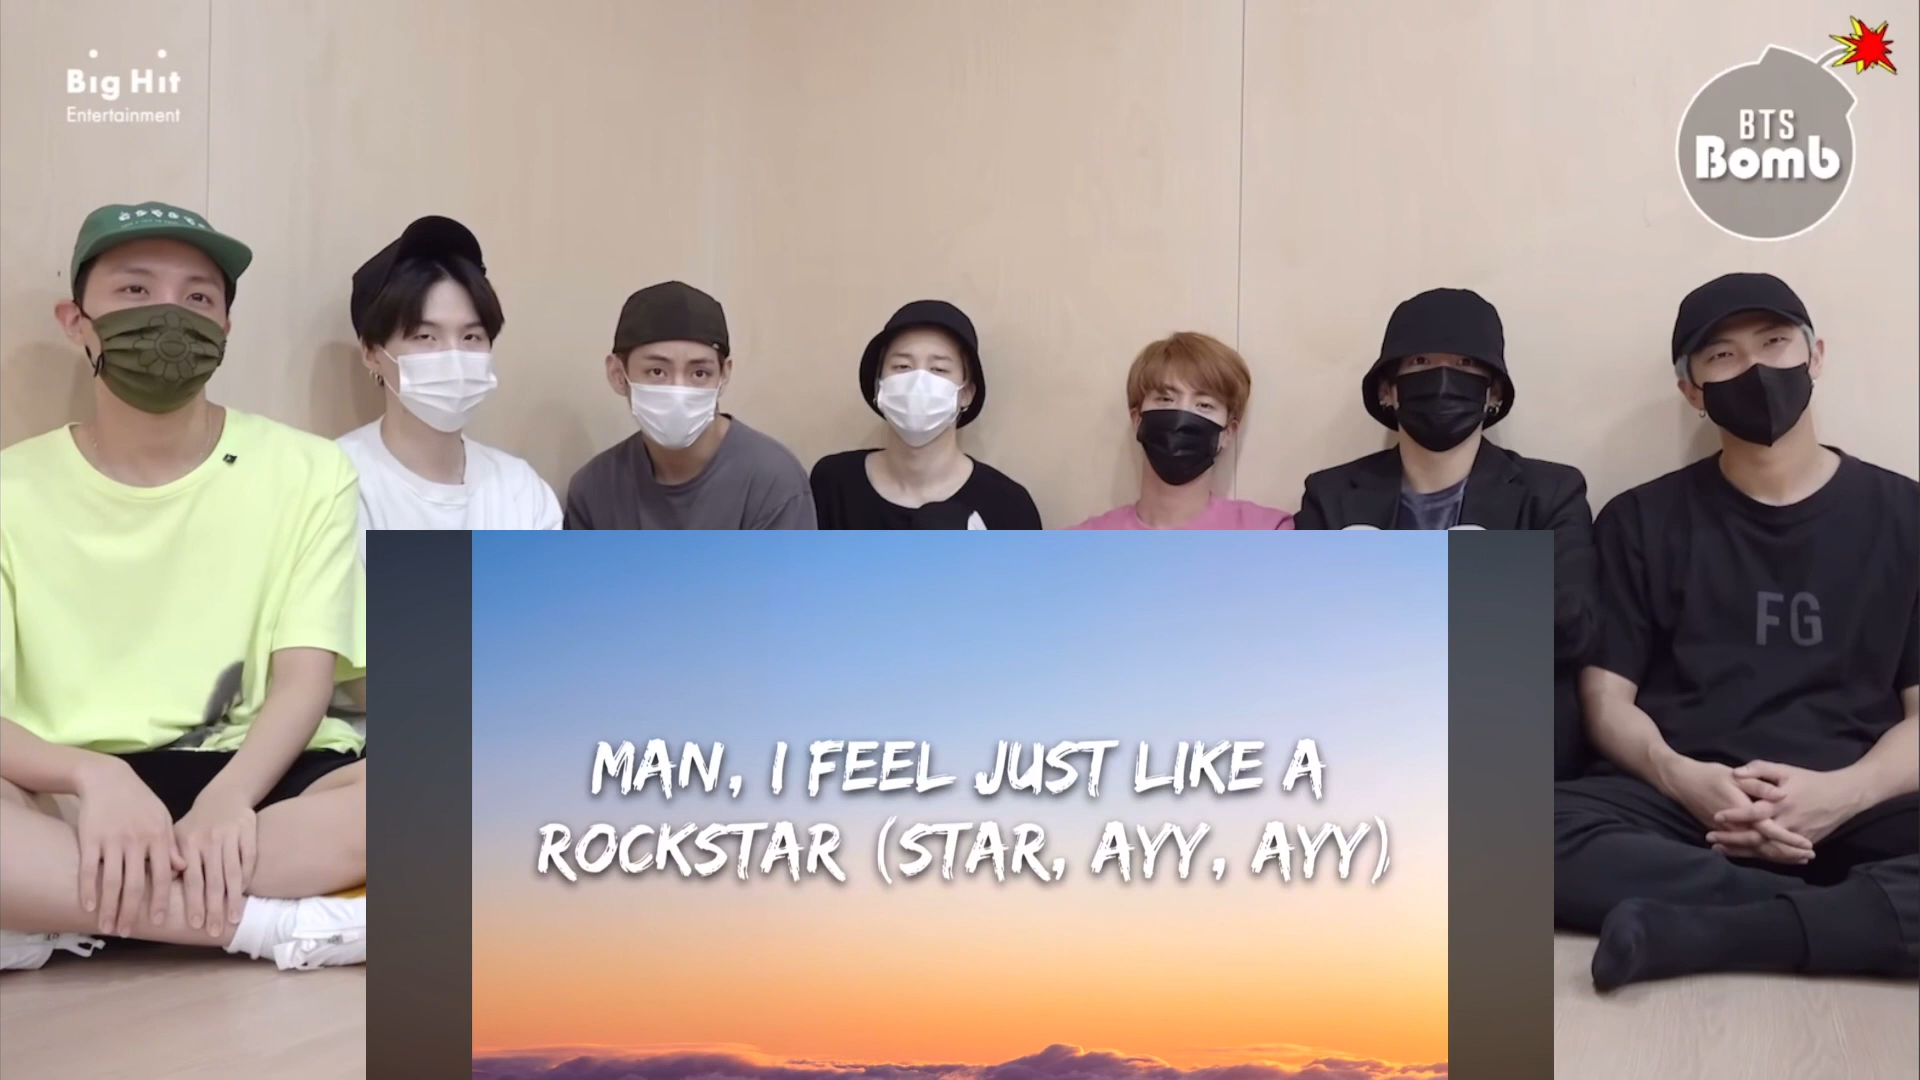 Big Hit
Entertainment
BTS
Bomb
FG
MAN, I FEEL JUST LIKE A
ROCKSTAR (STAR, AYY, AYY)